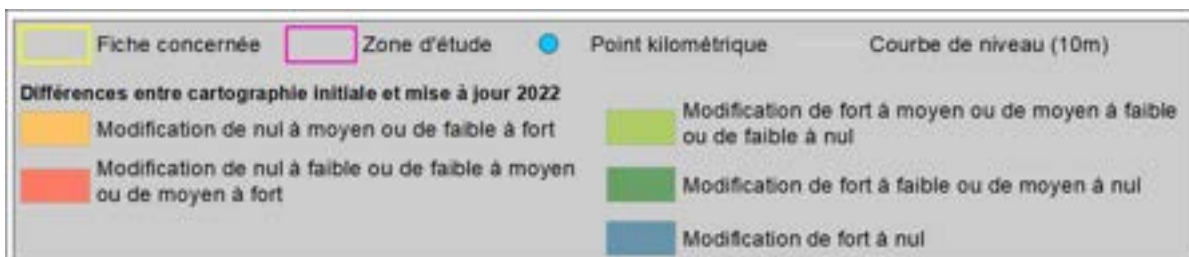 Fiche concernée
Zone d'étude
Point kilométrique
Courbe de niveau (10m)
Différences entre cartographie initiale et mise à jour 2022
Modification de nul à moyen ou de faible à fort
Modification de nul à faible ou de faible à moyen
ou de moyen à fort
Modification de fort à moyen ou de moyen à faible
ou de faible à nul
Modification de fort à faible ou de moyen à nul
Modification de fort à nul